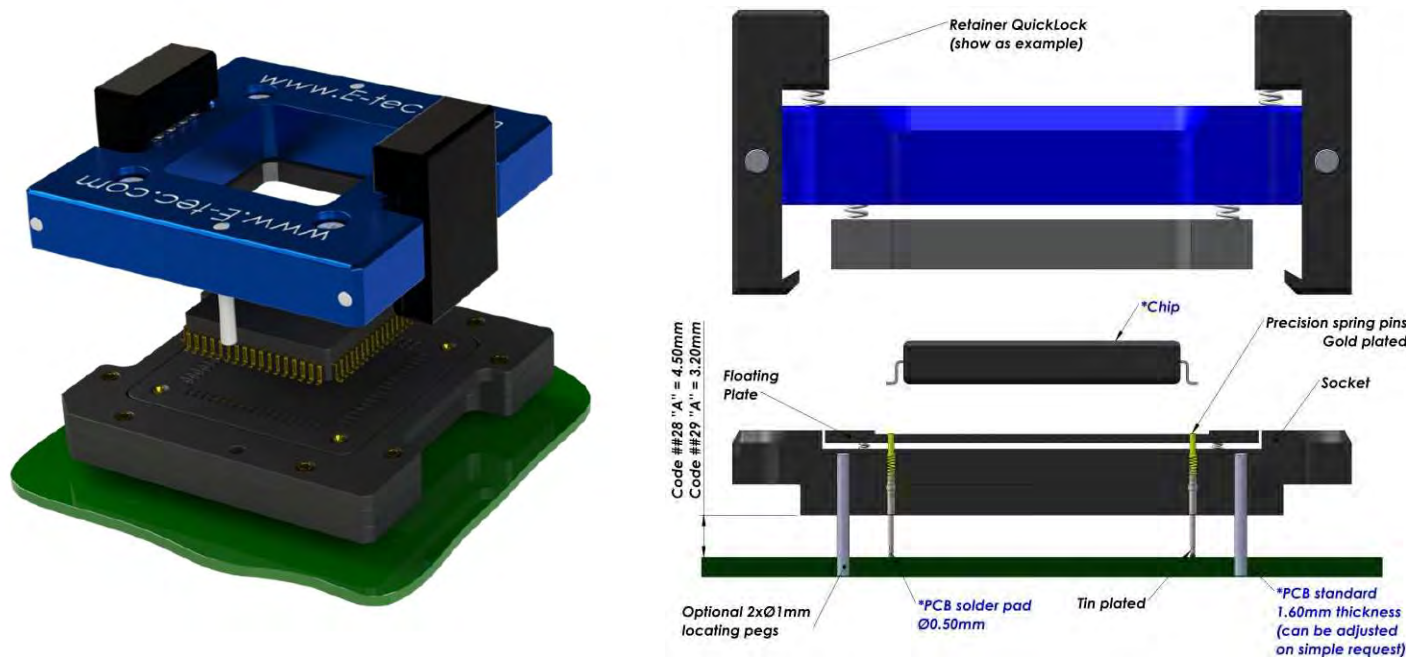 www.E-tec
www.E-tec.com
Retainer QuickLock
(show as example)
*Chip
Precision spring pins
Gold plated
Floating
Plate
Socket
Code ##28 "A" = 4.50mm
Code ##29 "A" = 3.20mm
Optional 2xØ1mm
locating pegs
*PCB solder pad
Ø0.50mm
Tin plated
*PCB standard
1.60mm thickness
(can be adjusted
on simple request)